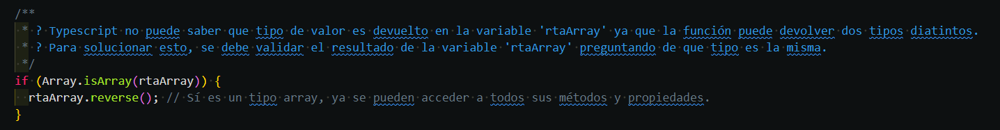 /**
 * ? Typescript no puede saber que tipo de valor es devuelto en la variable 'rtaArray' ya que la función puede devolver dos tipos diatintos.
 * ? Para solucionar esto, se debe validar el resultado de la variable 'rtaArray' preguntando de que tipo es la misma.
 */
if (Array.isArray(rtaArray)) {
  rtaArray.reverse(); // Sí es un tipo array, ya se pueden acceder a todos sus métodos y propiedades.
}